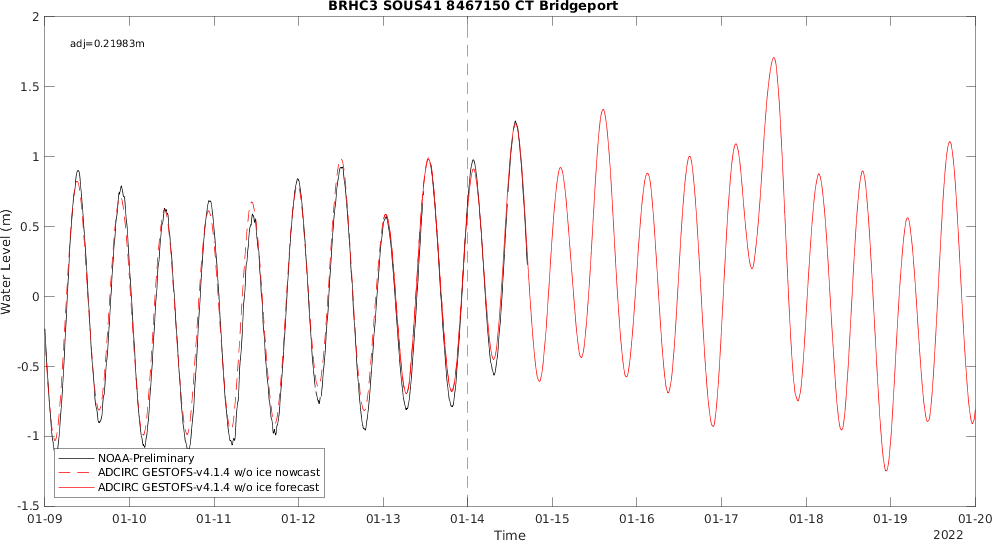 BRHC3 SOUS41 8467150 CT Bridgeport
adj=0.21983m
Water Level (m)
2
1.5
1
0.5
0
-0.5
-1
-1.5
NOAA-Preliminary
ADCIRC GESTOFS-v4.1.4 w/o ice nowcast
ADCIRC GESTOFS-v4.1.4 w/o ice forecast
01-09 01-10 01-11 01-12 01-13 01-14 01-15 01-16 01-17 01-18 01-19 01-20
Time
2022